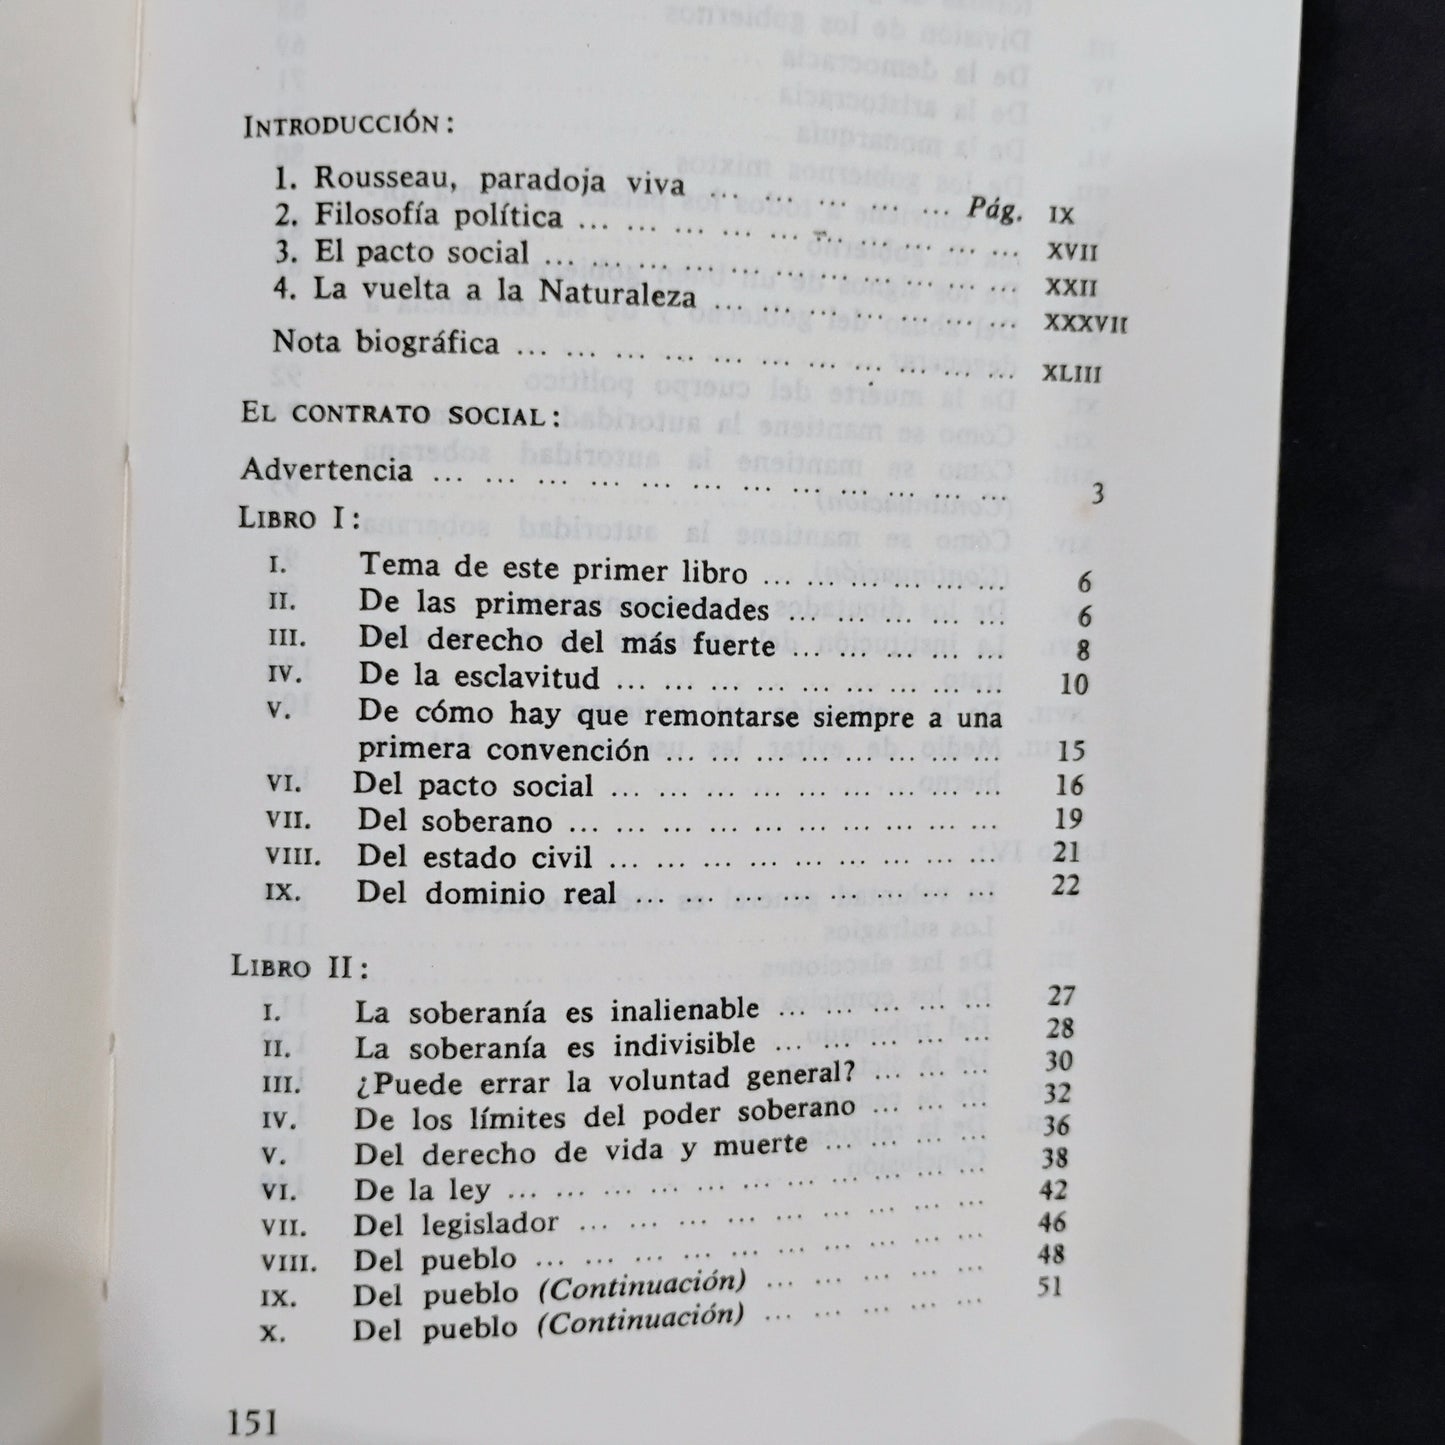 INTRODUCCIÓN:
1. Rousseau, paradoja viva ... ... ... ... ... Pág. IX
2. Filosofía política ... ... ... ... ... ... ... ... ... XVII
3. El pacto social ... ... ... ... ... ... ... ... ... ... XXII
4. La vuelta a la Naturaleza ... ... ... ... ... ... ... XXXVII
Nota biográfica ... ... ... ... ... ... ... ... ... ... ... XLIII
EL CONTRATO SOCIAL:
Advertencia ... ... ... ... ... ... ... ... ... ... ... ... 3
LIBRO I:
I. Tema de este primer libro ... ... ... ... ... ... 6
II. De las primeras sociedades ... ... ... ... ... 6
III. Del derecho del más fuerte ... ... ... ... ... 8
IV. De la esclavitud ... ... ... ... ... ... ... ... ... 10
V. De cómo hay que remontarse siempre a una
primera convención ... ... ... ... ... ... ... ... 15
VI. Del pacto social ... ... ... ... ... ... ... ... ... 16
VII. Del soberano ... ... ... ... ... ... ... ... ... ... 19
VIII. Del estado civil ... ... ... ... ... ... ... ... ... 21
IX. Del dominio real ... ... ... ... ... ... ... ... 22
LIBRO II:
I. La soberanía es inalienable ... ... ... ... ... 27
II. La soberanía es indivisible ... ... ... ... ... 28
III. ¿Puede errar la voluntad general? ... ... ... 30
IV. De los límites del poder soberano ... ... ... 32
V. Del derecho de vida y muerte ... ... ... ... 36
VI. De la ley ... ... ... ... ... ... ... ... ... ... ... 38
VII. Del legislador ... ... ... ... ... ... ... ... ... 42
VIII. Del pueblo ... ... ... ... ... ... ... ... ... ... 46
IX. Del pueblo (Continuación) ... ... ... ... ... 48
X. Del pueblo (Continuación) ... ... ... ... ... 51
151